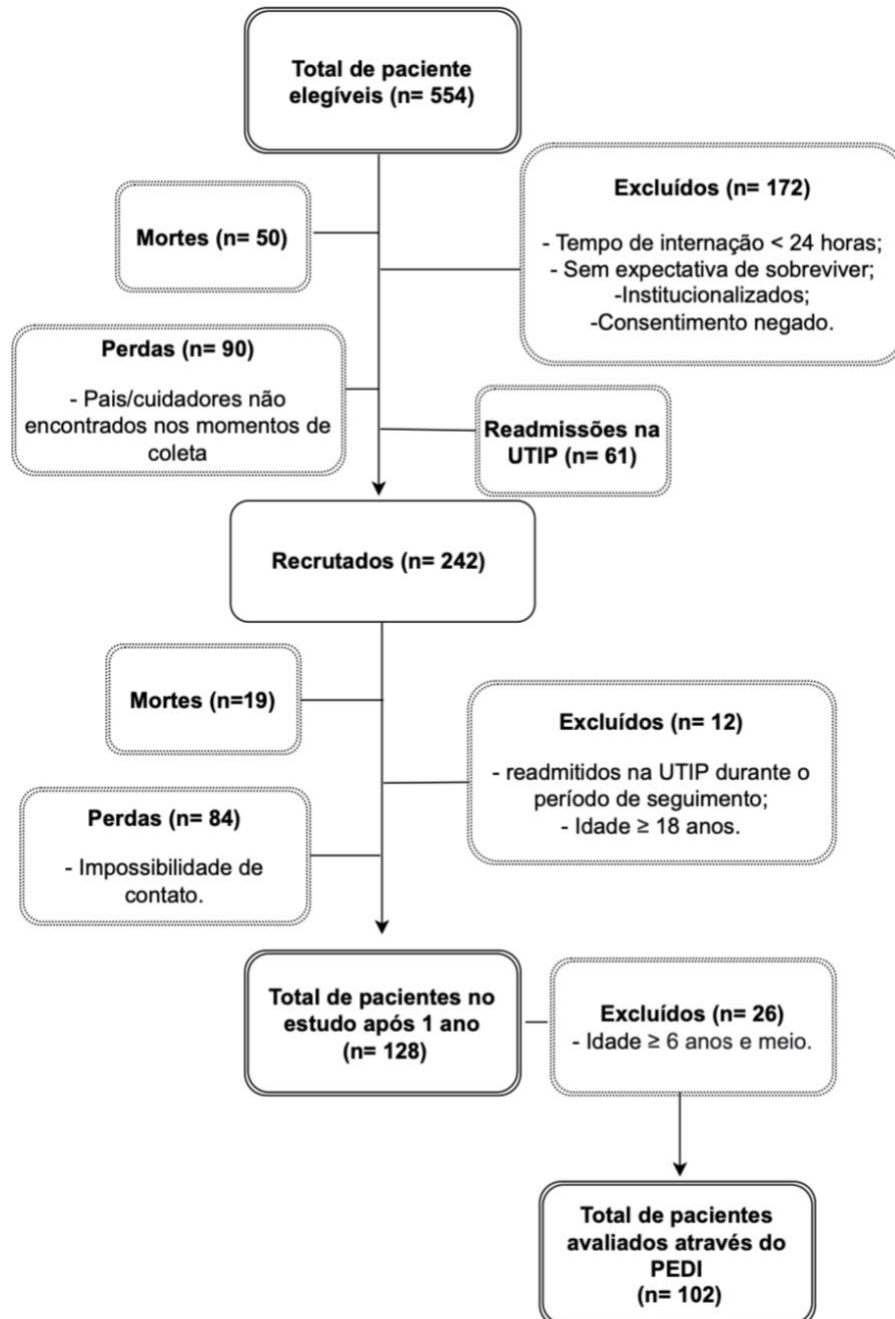 Total de paciente
elegíveis (n= 554)
Mortes (n= 50)
Excluídos (n= 172)
- Tempo de internação < 24 horas;
- Sem expectativa de sobreviver;
-Institucionalizados;
-Consentimento negado.
Perdas (n= 90)
- Pais/cuidadores não
encontrados nos momentos de
coleta
Readmissões na
UTIP (n= 61)
Recrutados (n= 242)
Mortes (n=19)
Excluídos (n= 12)
- readmitidos na UTIP durante o
período de seguimento;
- Idade ≥ 18 anos.
Perdas (n= 84)
- Impossibilidade de
contato.
Total de pacientes no
estudo após 1 ano
(n= 128)
Excluídos (n= 26)
- Idade ≥ 6 anos e meio.
Total de pacientes
avaliados através do
PEDI
(n= 102)